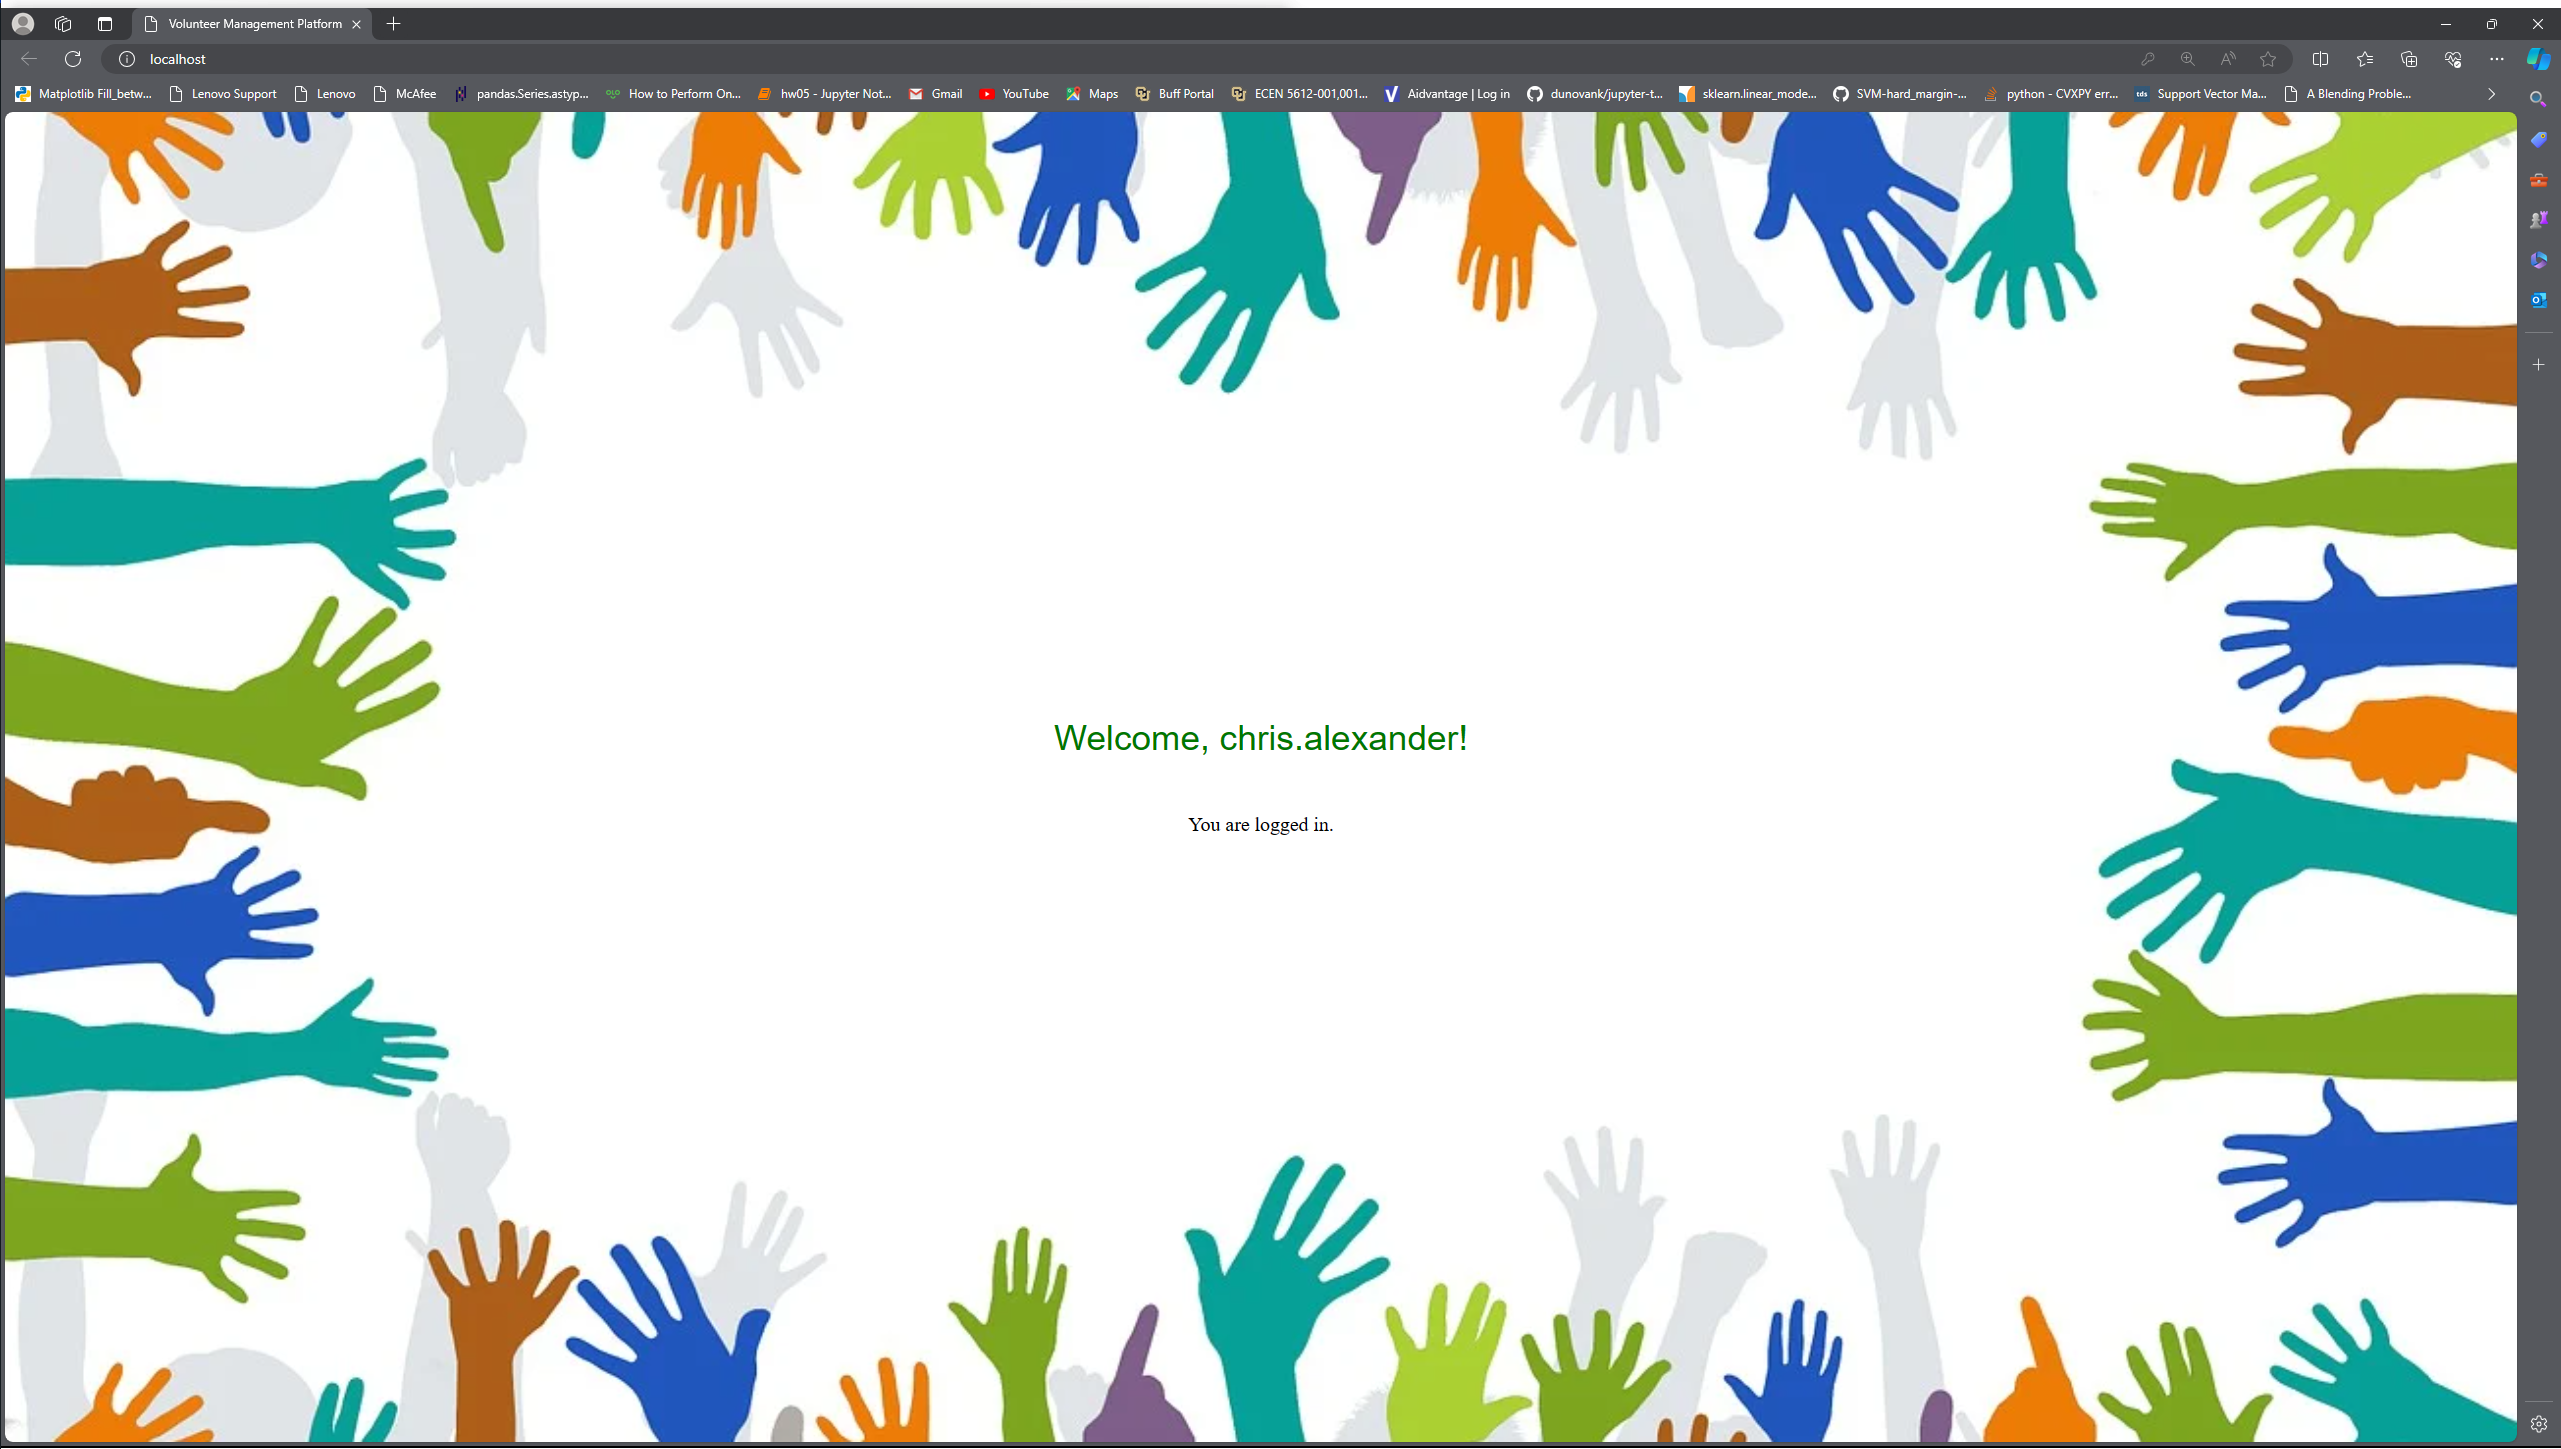 Volunteer Management Platform
localhost
Matplotlib Fill_betw... Lenovo Support Lenovo McAfee pandas.Series.astyp... How to Perform On... hw05 - Jupyter Not... Gmail YouTube Maps Buff Portal ECEN 5612-001,001... Aidvantage | Log in dunovank/jupyter-t... sklearn.linear_mode... SVM-hard_margin-... python - CVXPY err... Support Vector Ma... A Blending Proble...
Welcome, chris.alexander!
You are logged in.